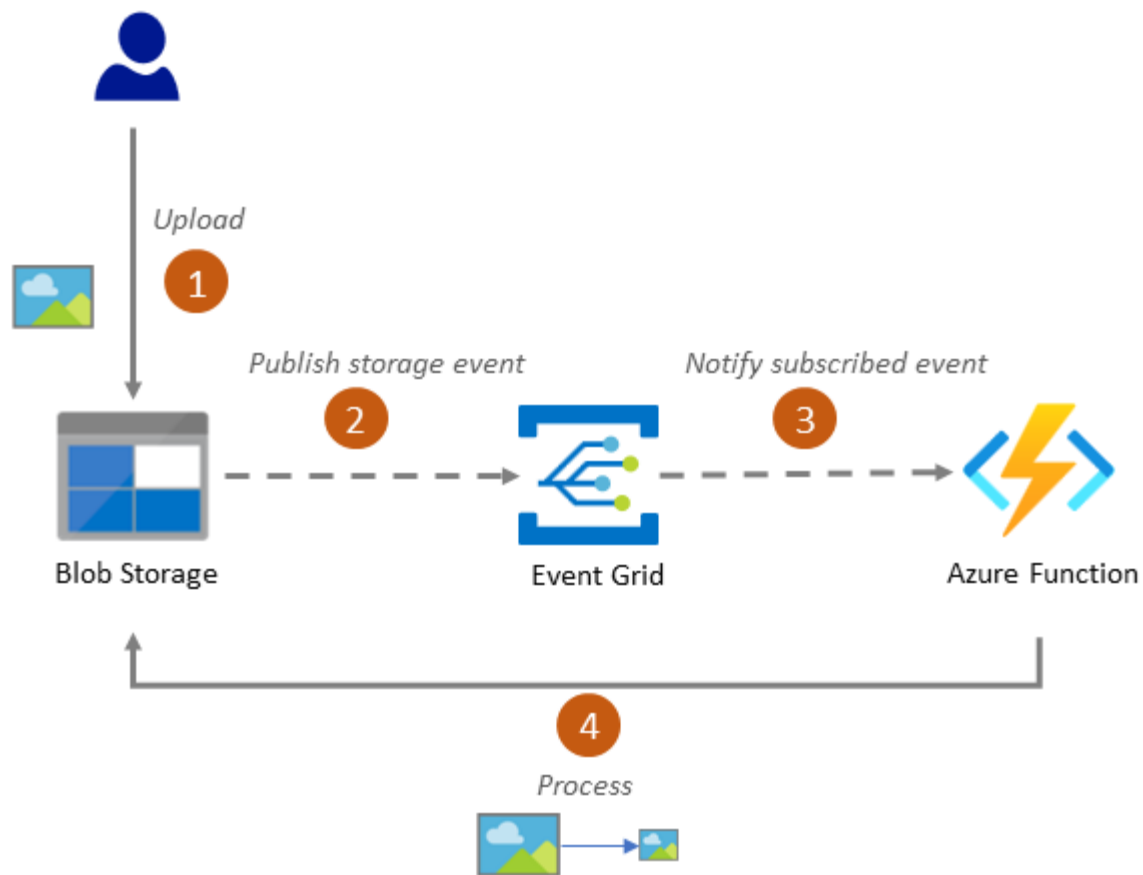 Upload
1
Publish storage event
Notify subscribed event
2
3
Blob Storage
Event Grid
Azure Function
4
Process